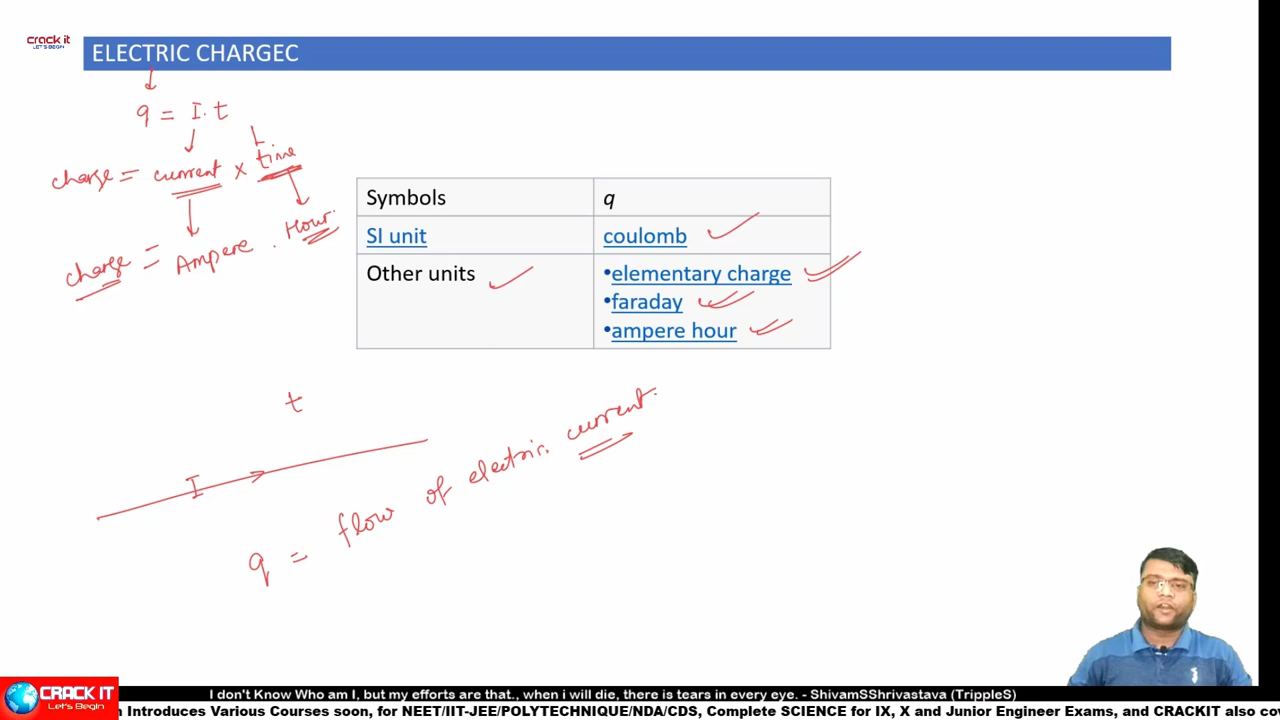 crack it
LET'S BEGIN
ELECTRIC CHARGEC
q = I.t
charge = current x time
charge = Ampere . Hour.
Symbols q
SI unit coulomb
Other units •elementary charge
•faraday
•ampere hour
t
I
q = flow of electric. current.
CRACK IT
Let's Begin
I don't Know Who am I, but my efforts are that., when i will die, there is tears in every eye. - ShivamSShrivastava (TrippleS)
n Introduces Various Courses soon, for NEET/IIT-JEE/POLYTECHNIQUE/NDA/CDS, Complete SCIENCE for IX, X and Junior Engineer Exams, and CRACKIT also co